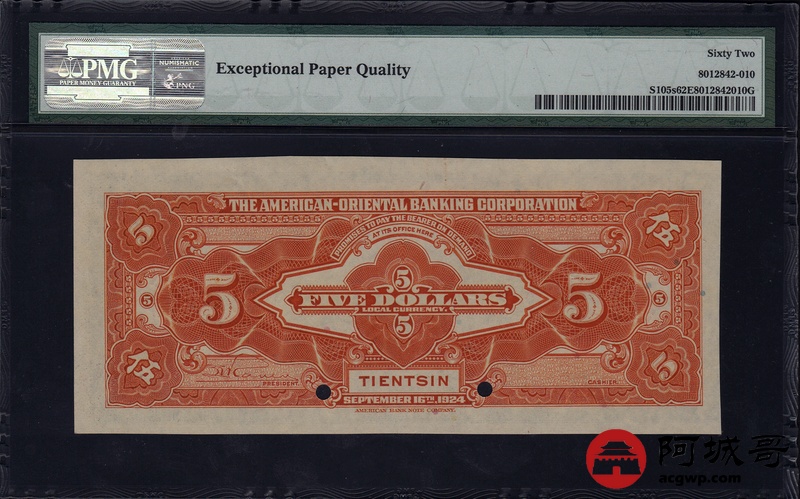 PMG
PAPER MONEY GUARANTY
NUMISMATIC
PNG
Exceptional Paper Quality
Sixty Two
8012842-010
S105s62E8012842010G
THE AMERICAN-ORIENTAL BANKING CORPORATION
PROMISES TO PAY THE BEARER ON DEMAND
AT ITS OFFICE HERE
5 伍
5
5 5 5 5
FIVE DOLLARS
LOCAL CURRENCY.
5
伍 5
PRESIDENT.
TIENTSIN
CASHIER.
SEPTEMBER 16TH, 1924
AMERICAN BANK NOTE COMPANY.
阿城哥
acgwp.com